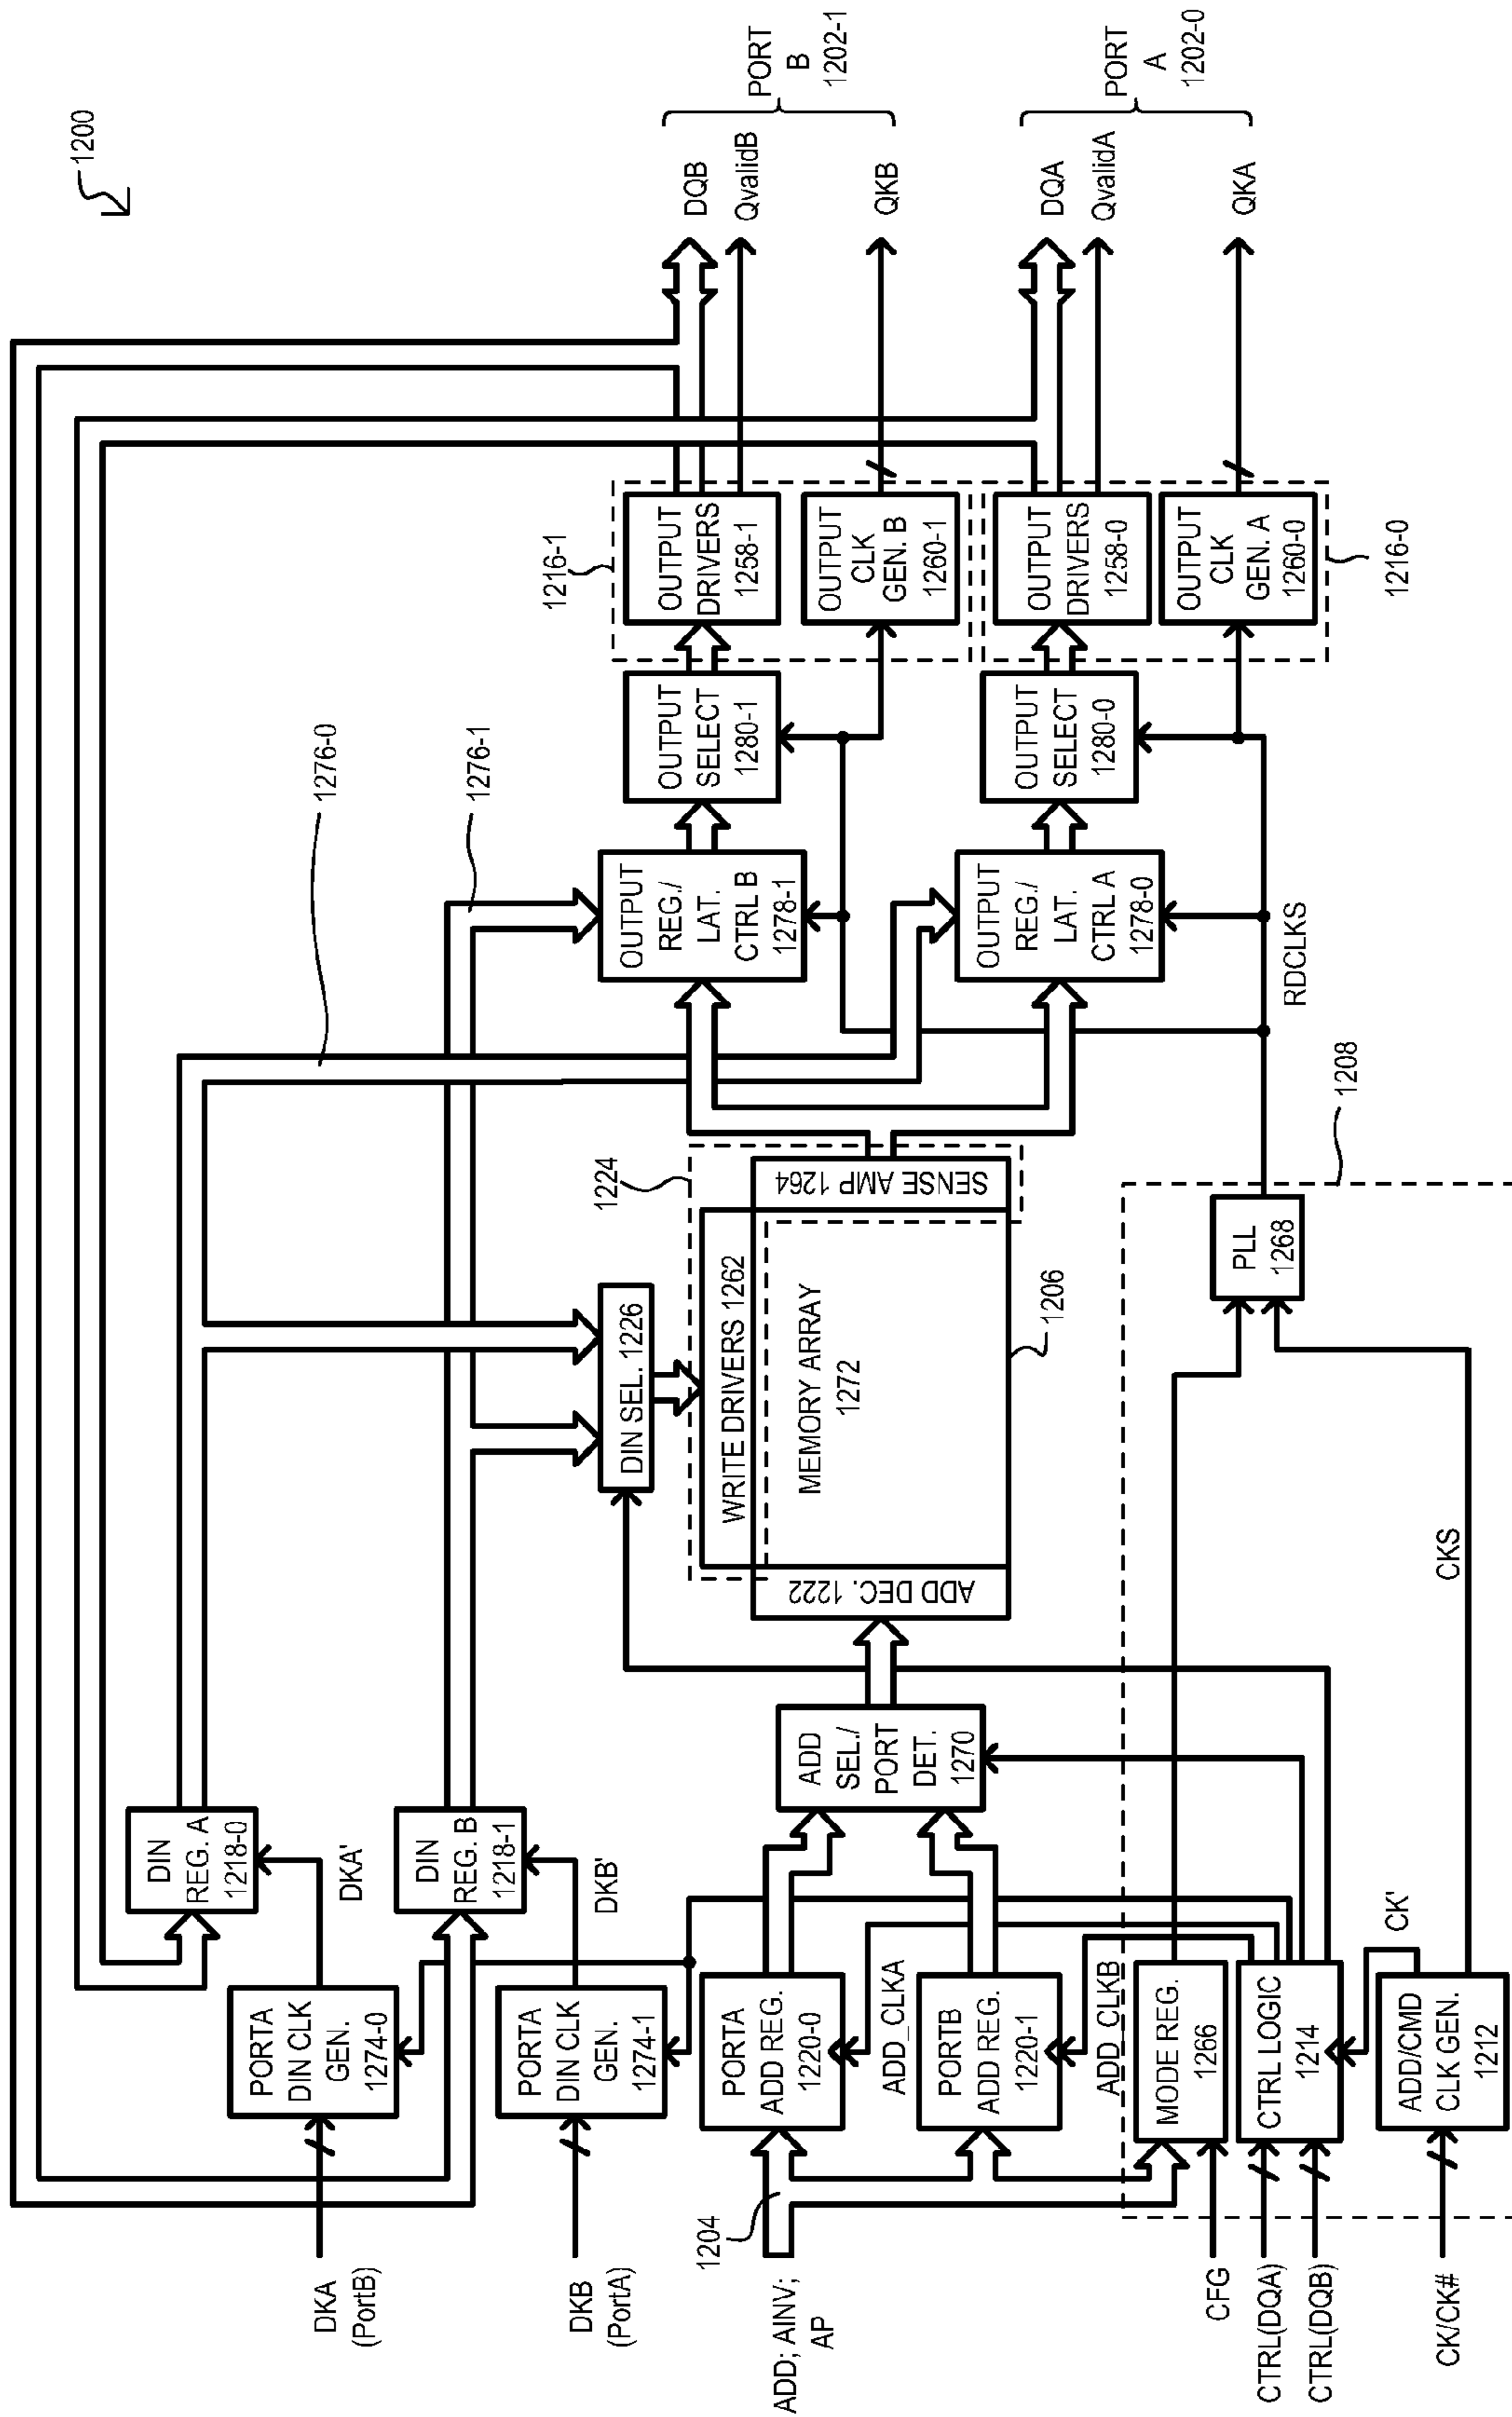 1200
DIN
REG. A
1218-0
DKA'
PORTA
DIN CLK
GEN.
1274-0
DKA
(PortB)
DIN
REG. B
1218-1
DKB'
PORTA
DIN CLK
GEN.
1274-1
DKB
(PortA)
1276-0
1276-1
1204
ADD; AINV;
AP
PORTA
ADD REG.
1220-0
ADD_CLKA
PORTB
ADD REG.
1220-1
ADD_CLKB
ADD
SEL./
PORT
DET.
1270
DIN SEL. 1226
1224
WRITE DRIVERS 1262
ADD DEC. 1222
MEMORY ARRAY
1272
SENSE AMP 1264
1206
OUTPUT
REG./
LAT.
CTRL B
1278-1
OUTPUT
SELECT
1280-1
1216-1
OUTPUT
DRIVERS
1258-1
OUTPUT
CLK
GEN. B
1260-1
DQB
QvalidB
QKB
PORT
B
1202-1
OUTPUT
REG./
LAT.
CTRL A
1278-0
OUTPUT
SELECT
1280-0
OUTPUT
DRIVERS
1258-0
OUTPUT
CLK
GEN. A
1260-0
1216-0
DQA
QvalidA
QKA
PORT
A
1202-0
RDCLKS
1208
CFG
MODE REG.
1266
CTRL(DQA)
CTRL(DQB)
CTRL LOGIC
1214
CK'
CK/CK#
ADD/CMD
CLK GEN.
1212
CKS
PLL
1268